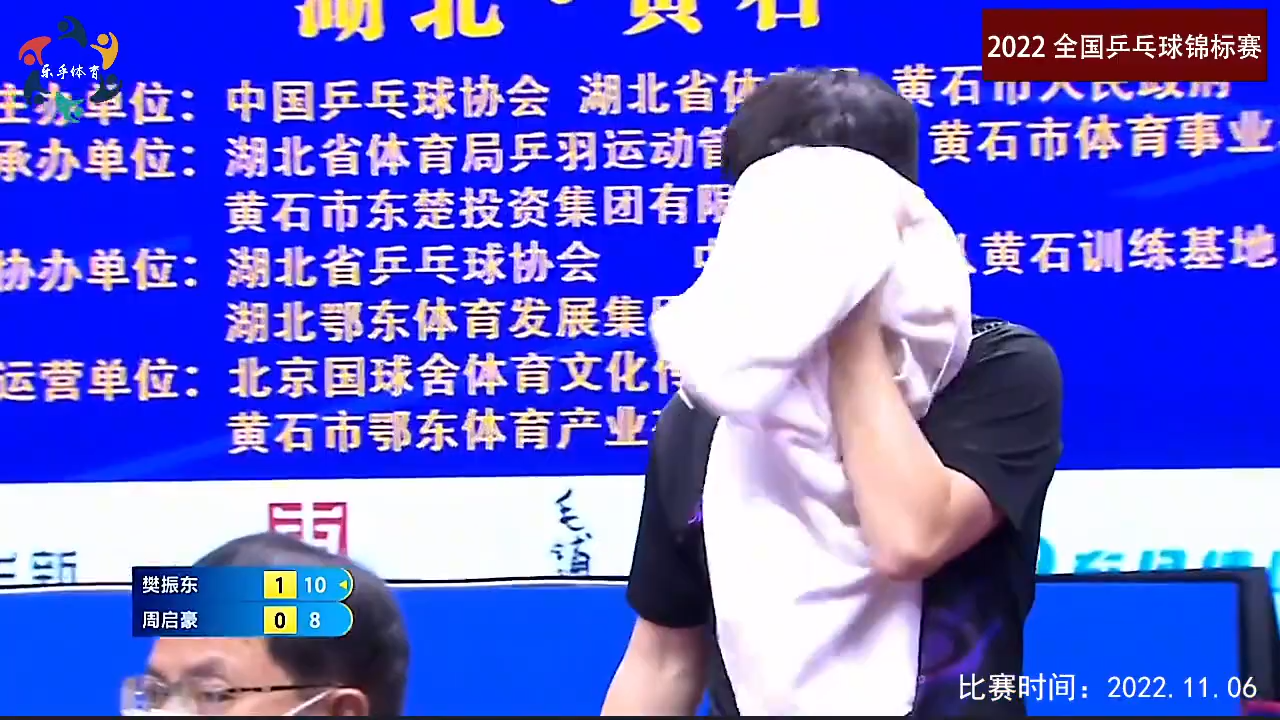 湖北·黄石
2022 全国乒乓球锦标赛
乐乎体育
主办单位：中国乒乓球协会 湖北省体 黄石市人民政府
承办单位：湖北省体育局乒羽运动管 黄石市体育事业
黄石市东楚投资集团有限
协办单位：湖北省乒乓球协会 中 黄石训练基地
湖北鄂东体育发展集
运营单位：北京国球舍体育文化传
黄石市鄂东体育产业
新
毛铺
樊振东 1 10
周启豪 0 8
比赛时间：2022.11.06